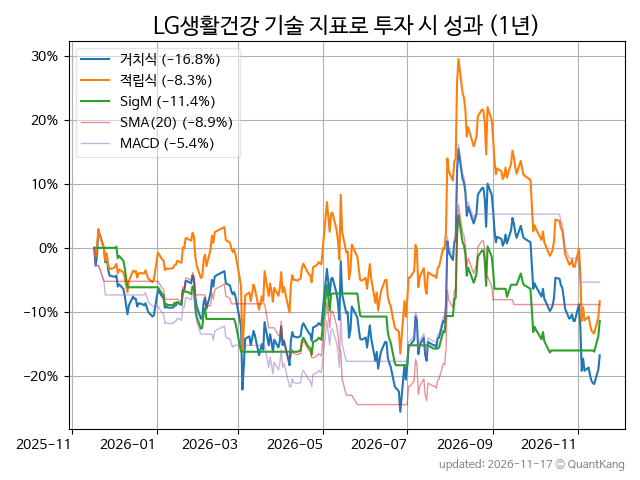 LG생활건강 기술 지표로 투자 시 성과 (1년)
거치식 (−16.8%)
적립식 (−8.3%)
SigM (−11.4%)
SMA(20) (−8.9%)
MACD (−5.4%)
30%
20%
10%
0%
−10%
−20%
2025-11 2026-01 2026-03 2026-05 2026-07 2026-09 2026-11
updated: 2026-11-17 © QuantKang